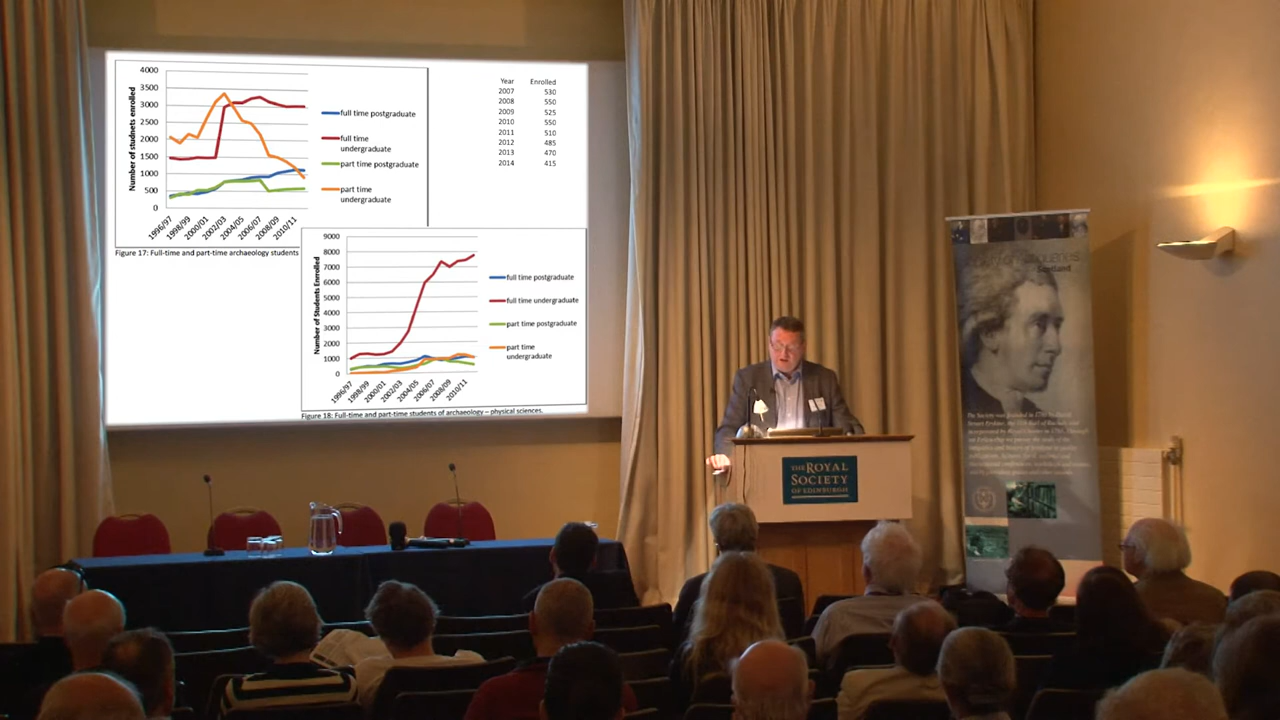 4000
3500
3000
2500
2000
1500
1000
500
0
Number of studnets enrolled
1996/97
1998/99
2000/01
2002/03
2004/05
2006/07
2008/09
2010/11
full time postgraduate
full time
undergraduate
part time postgraduate
part time
undergraduate
Figure 17: Full-time and part-time archaeology students
Year Enrolled
2007 530
2008 550
2009 525
2010 550
2011 510
2012 485
2013 470
2014 415
9000
8000
7000
6000
5000
4000
3000
2000
1000
0
Number of Students Enrolled
1996/97
1998/99
2000/01
2002/03
2004/05
2006/07
2008/09
2010/11
full time postgraduate
full time undergraduate
part time postgraduate
part time
undergraduate
Figure 18: Full-time and part-time students of archaeology – physical sciences.
THE ROYAL
SOCIETY
OF EDINBURGH
Scotland